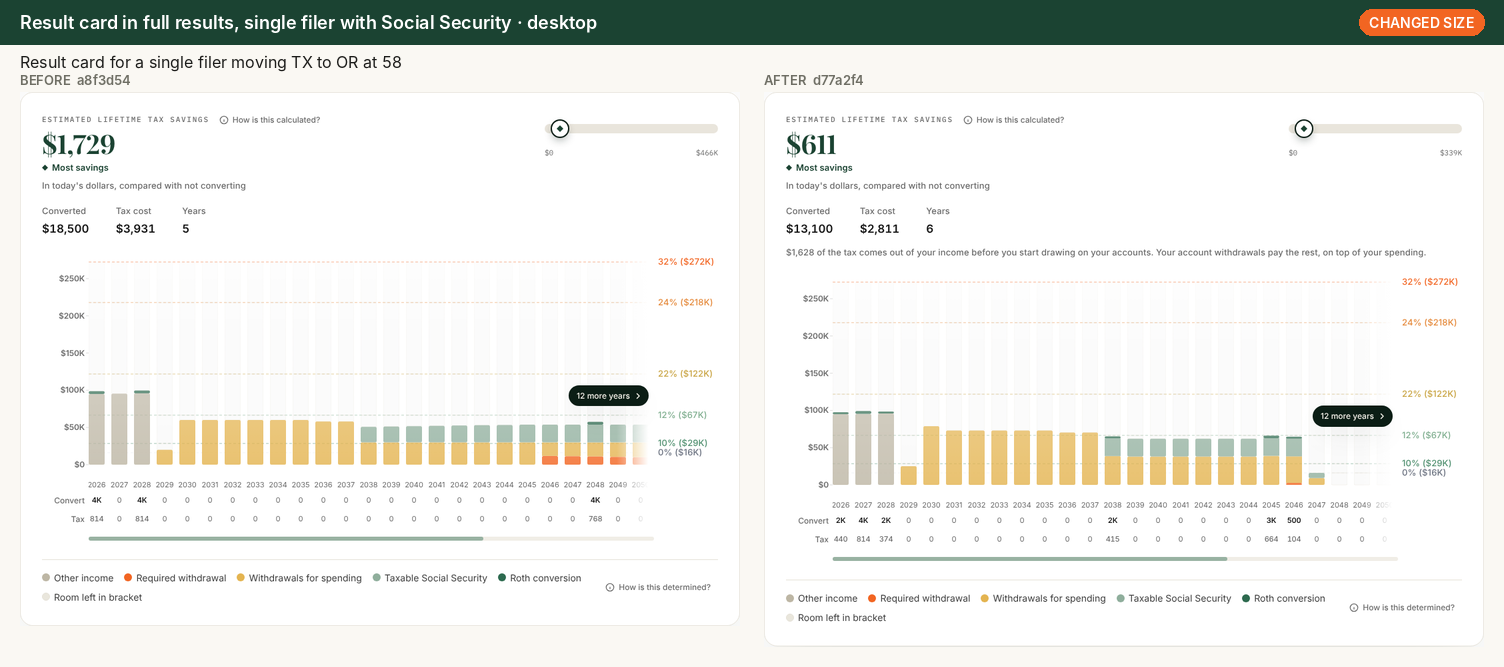 Result card in full results, single filer with Social Security · desktop
CHANGED SIZE
Result card for a single filer moving TX to OR at 58
BEFORE a8f3d54
ESTIMATED LIFETIME TAX SAVINGS How is this calculated?
$1,729
Most savings
In today's dollars, compared with not converting
$0 $466K
Converted Tax cost Years
$18,500 $3,931 5
32% ($272K)
$250K
24% ($218K)
$200K
$150K
22% ($122K)
$100K
12 more years
12% ($67K)
$50K
10% ($29K)
0% ($16K)
$0
2026 2027 2028 2029 2030 2031 2032 2033 2034 2035 2036 2037 2038 2039 2040 2041 2042 2043 2044 2045 2046 2047 2048 2049
Convert 4K 0 4K 0 0 0 0 0 0 0 0 0 0 0 0 0 0 0 0 0 0 0 4K 0 0
Tax 814 0 814 0 0 0 0 0 0 0 0 0 0 0 0 0 0 0 0 0 0 0 768 0 0
Other income Required withdrawal Withdrawals for spending Taxable Social Security Roth conversion
Room left in bracket
How is this determined?
AFTER d77a2f4
ESTIMATED LIFETIME TAX SAVINGS How is this calculated?
$611
Most savings
In today's dollars, compared with not converting
$0 $339K
Converted Tax cost Years
$13,100 $2,811 6
$1,628 of the tax comes out of your income before you start drawing on your accounts. Your account withdrawals pay the rest, on top of your spending.
32% ($272K)
$250K
24% ($218K)
$200K
$150K
22% ($122K)
$100K
12 more years
12% ($67K)
$50K
10% ($29K)
0% ($16K)
$0
2026 2027 2028 2029 2030 2031 2032 2033 2034 2035 2036 2037 2038 2039 2040 2041 2042 2043 2044 2045 2046 2047 2048 2049
Convert 2K 4K 2K 0 0 0 0 0 0 0 0 0 2K 0 0 0 0 0 0 3K 500 0 0 0 0
Tax 440 814 374 0 0 0 0 0 0 0 0 0 415 0 0 0 0 0 0 664 104 0 0 0 0
Other income Required withdrawal Withdrawals for spending Taxable Social Security Roth conversion
Room left in bracket
How is this determined?